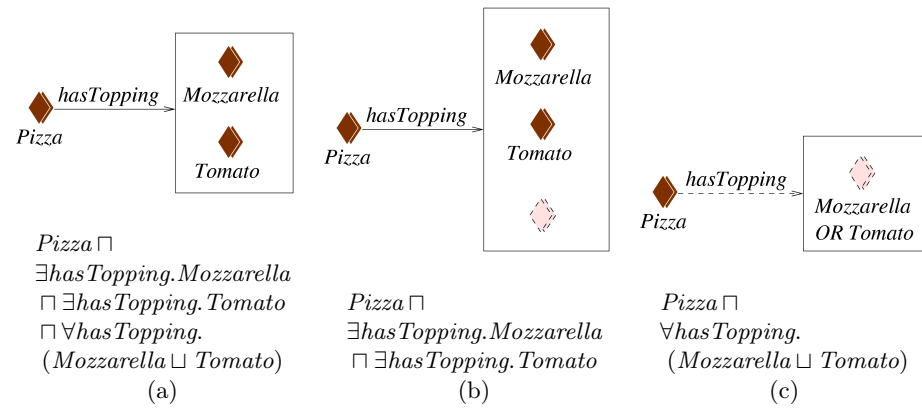 hasTopping
Pizza
Mozzarella
Tomato
Pizza ⊓
∃hasTopping.Mozzarella
⊓ ∃hasTopping.Tomato
⊓ ∀hasTopping.
(Mozzarella ⊔ Tomato)
(a)
hasTopping
Pizza
Mozzarella
Tomato
Pizza ⊓
∃hasTopping.Mozzarella
⊓ ∃hasTopping.Tomato
(b)
hasTopping
Pizza
Mozzarella
OR Tomato
Pizza ⊓
∀hasTopping.
(Mozzarella ⊔ Tomato)
(c)